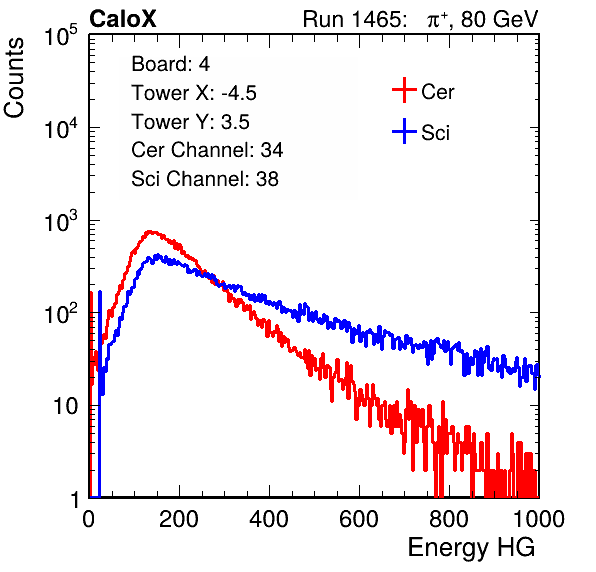 CaloX Run 1465: π⁺, 80 GeV
Counts
10⁵
10⁴
10³
10²
10
1
Board: 4
Tower X: -4.5
Tower Y: 3.5
Cer Channel: 34
Sci Channel: 38
Cer
Sci
0 200 400 600 800 1000
Energy HG